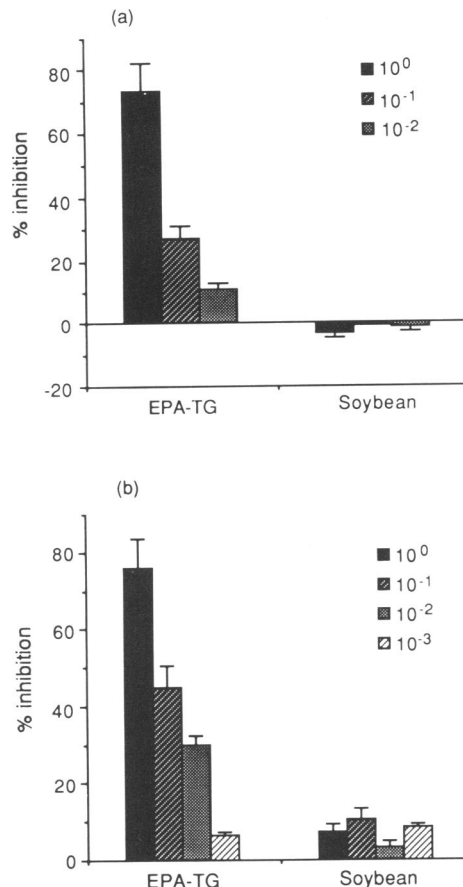 (a)
% inhibition
80
60
40
20
0
-20
10⁰
10⁻¹
10⁻²
EPA-TG
Soybean
(b)
% inhibition
80
60
40
20
0
10⁰
10⁻¹
10⁻²
10⁻³
EPA-TG
Soybean